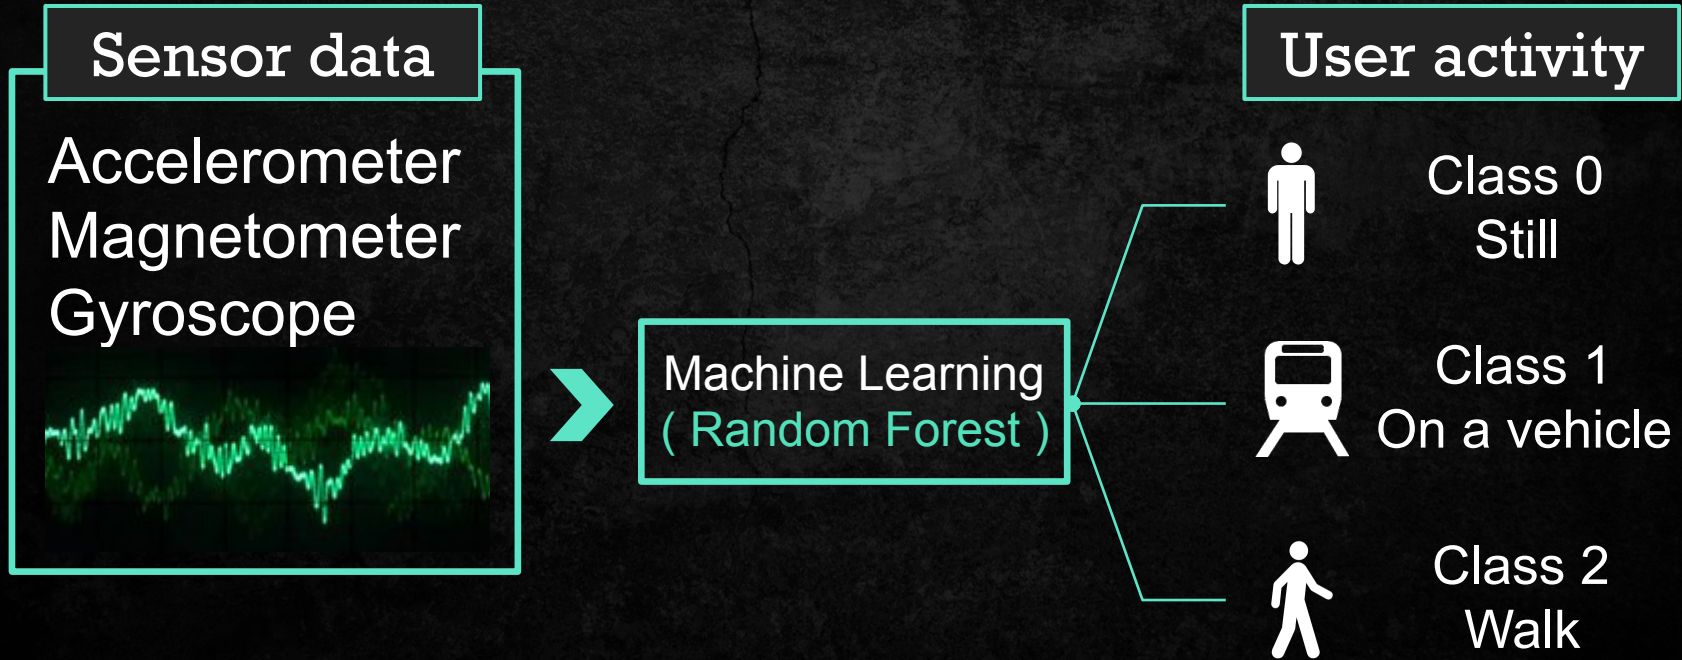 Sensor data
Accelerometer
Magnetometer
Gyroscope
Machine Learning
( Random Forest )
User activity
Class 0
Still
Class 1
On a vehicle
Class 2
Walk